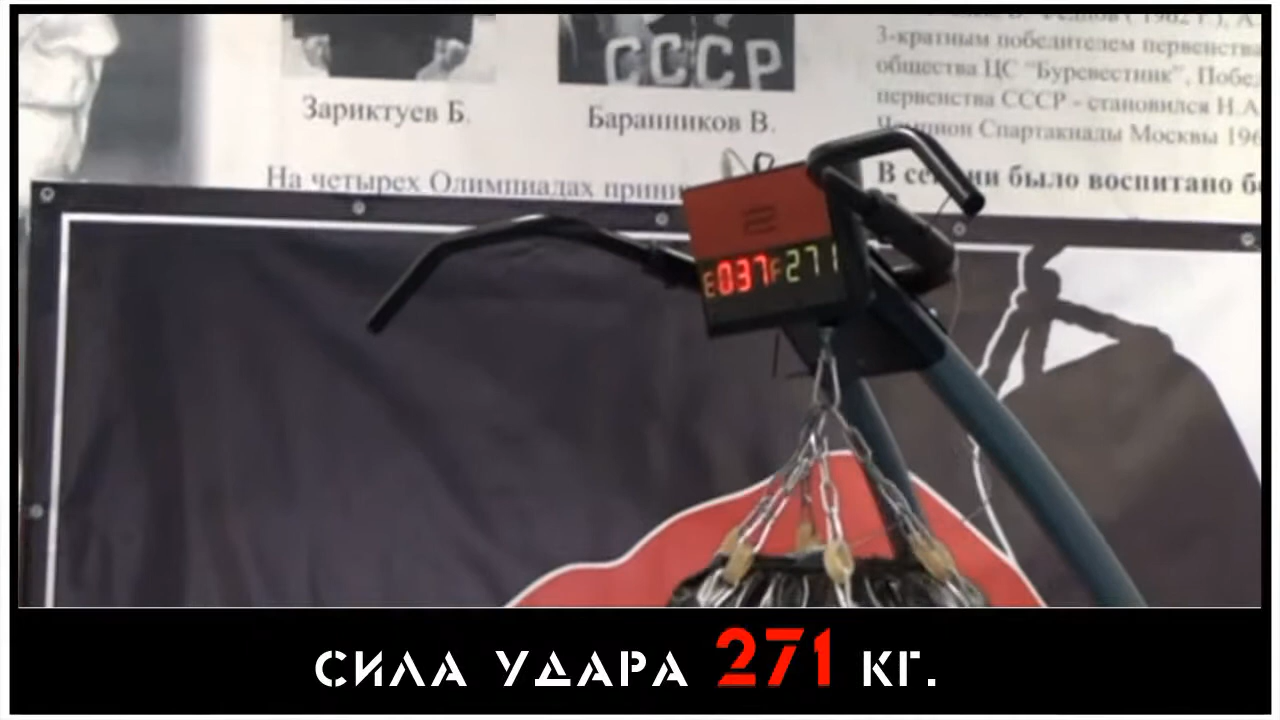 СССР
3-кратным победителем первенства
общества ЦС "Буревестник", Побе
первенства СССР - становился Н.А
Чемпион Спартакиады Москвы 196
Зариктуев Б.
Баранников В.
На четырех Олимпиадах прини
В се ии было воспитано б
E037F271
СИЛА УДАРА 271 КГ.